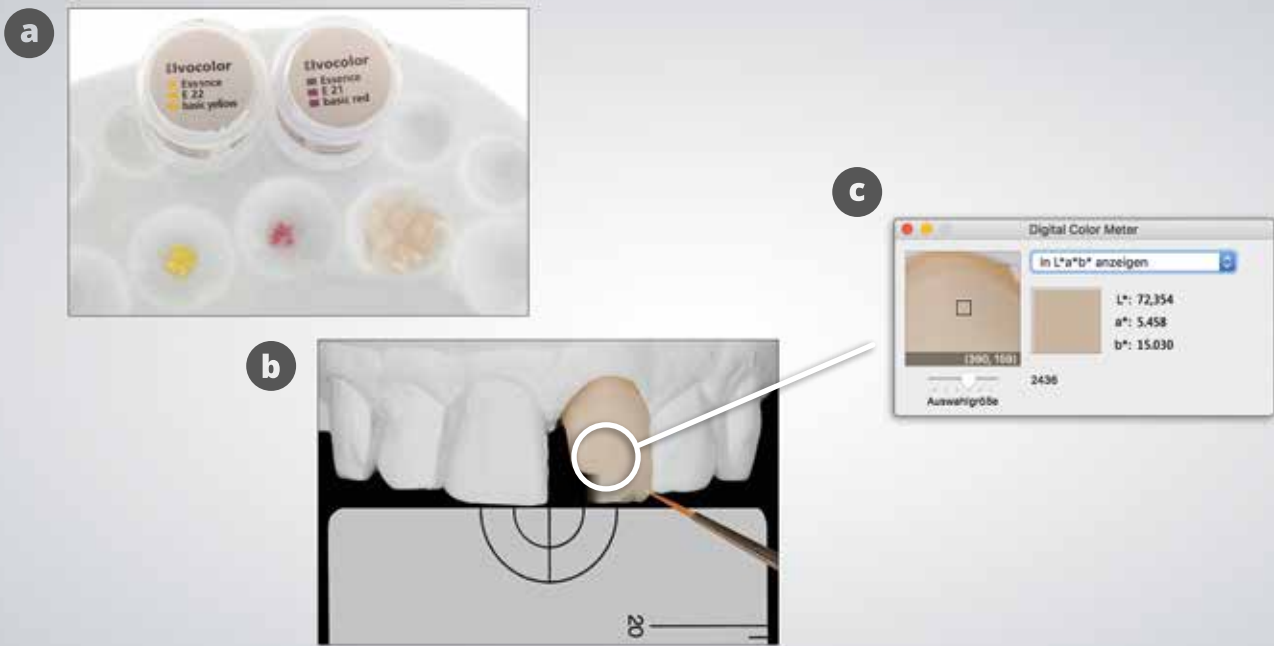 a
Ivocolor
Essence
E 22
basic yellow
Ivocolor
Essence
E 21
basic red
b
20
c
Digital Color Meter
In L*a*b* anzeigen
L*: 72,354
a*: 5.458
b*: 15.030
(390, 159)
2436
Auswahlgröße